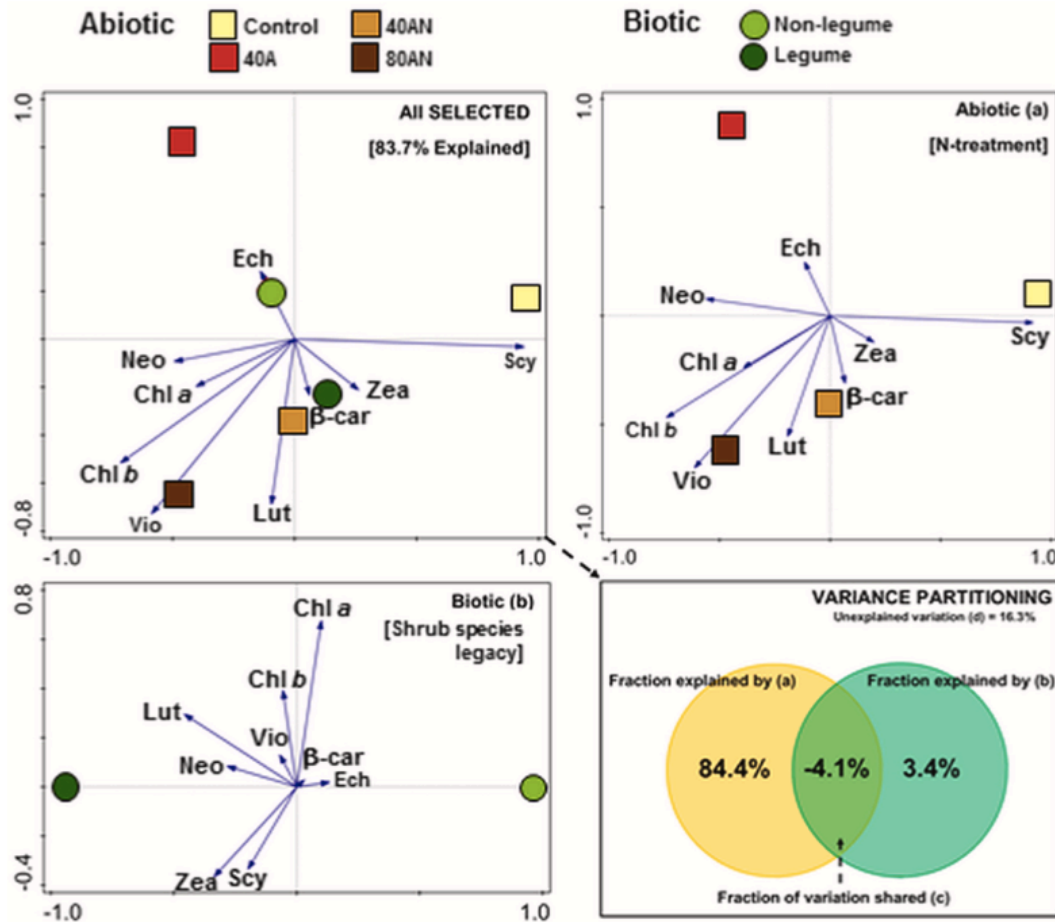 Abiotic
Control
40A
40AN
80AN
Biotic
Non-legume
Legume
All SELECTED
[83.7% Explained]
1.0
Ech
Neo
Chl a
Scy
Zea
β-car
Chl b
Vio
Lut
-0.8
-1.0
1.0
Abiotic (a)
[N-treatment]
1.0
Ech
Neo
Chl a
Zea
Scy
β-car
Chl b
Lut
Vio
-1.0
-1.0
1.0
Biotic (b)
[Shrub species
legacy]
0.8
Chl a
Chl b
Lut
Vio
β-car
Neo
Ech
Zea
Scy
-0.4
-1.0
1.0
VARIANCE PARTITIONING
Unexplained variation (d) = 16.3%
Fraction explained by (a)
Fraction explained by (b)
84.4%
-4.1%
3.4%
Fraction of variation shared (c)